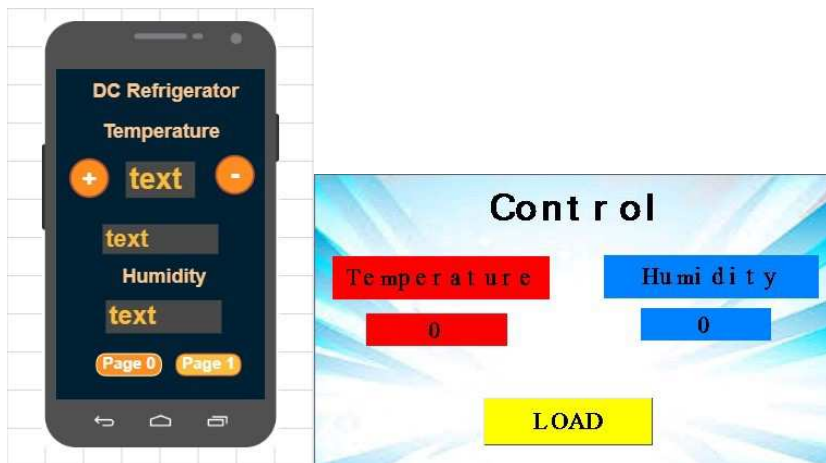 DC Refrigerator
Temperature
+ text -
text
Humidity
text
Page 0 Page 1
Control
Temperature Humidity
0 0
LOAD